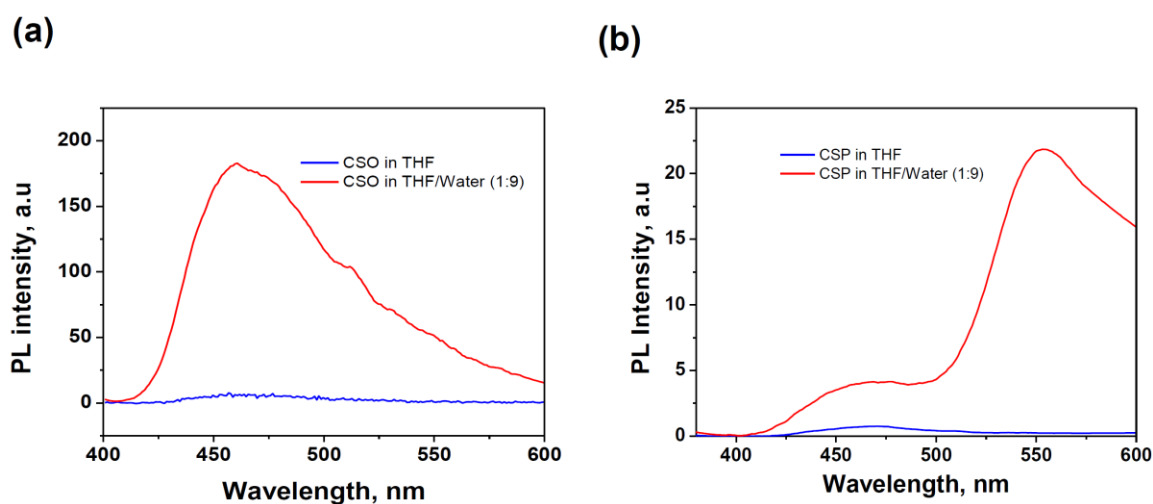 (a)
PL intensity, a.u
200
150
100
50
0
CSO in THF
CSO in THF/Water (1:9)
400
450
500
550
600
Wavelength, nm
(b)
PL Intensity, a.u
25
20
15
10
5
0
CSP in THF
CSP in THF/Water (1:9)
400
450
500
550
600
Wavelength, nm